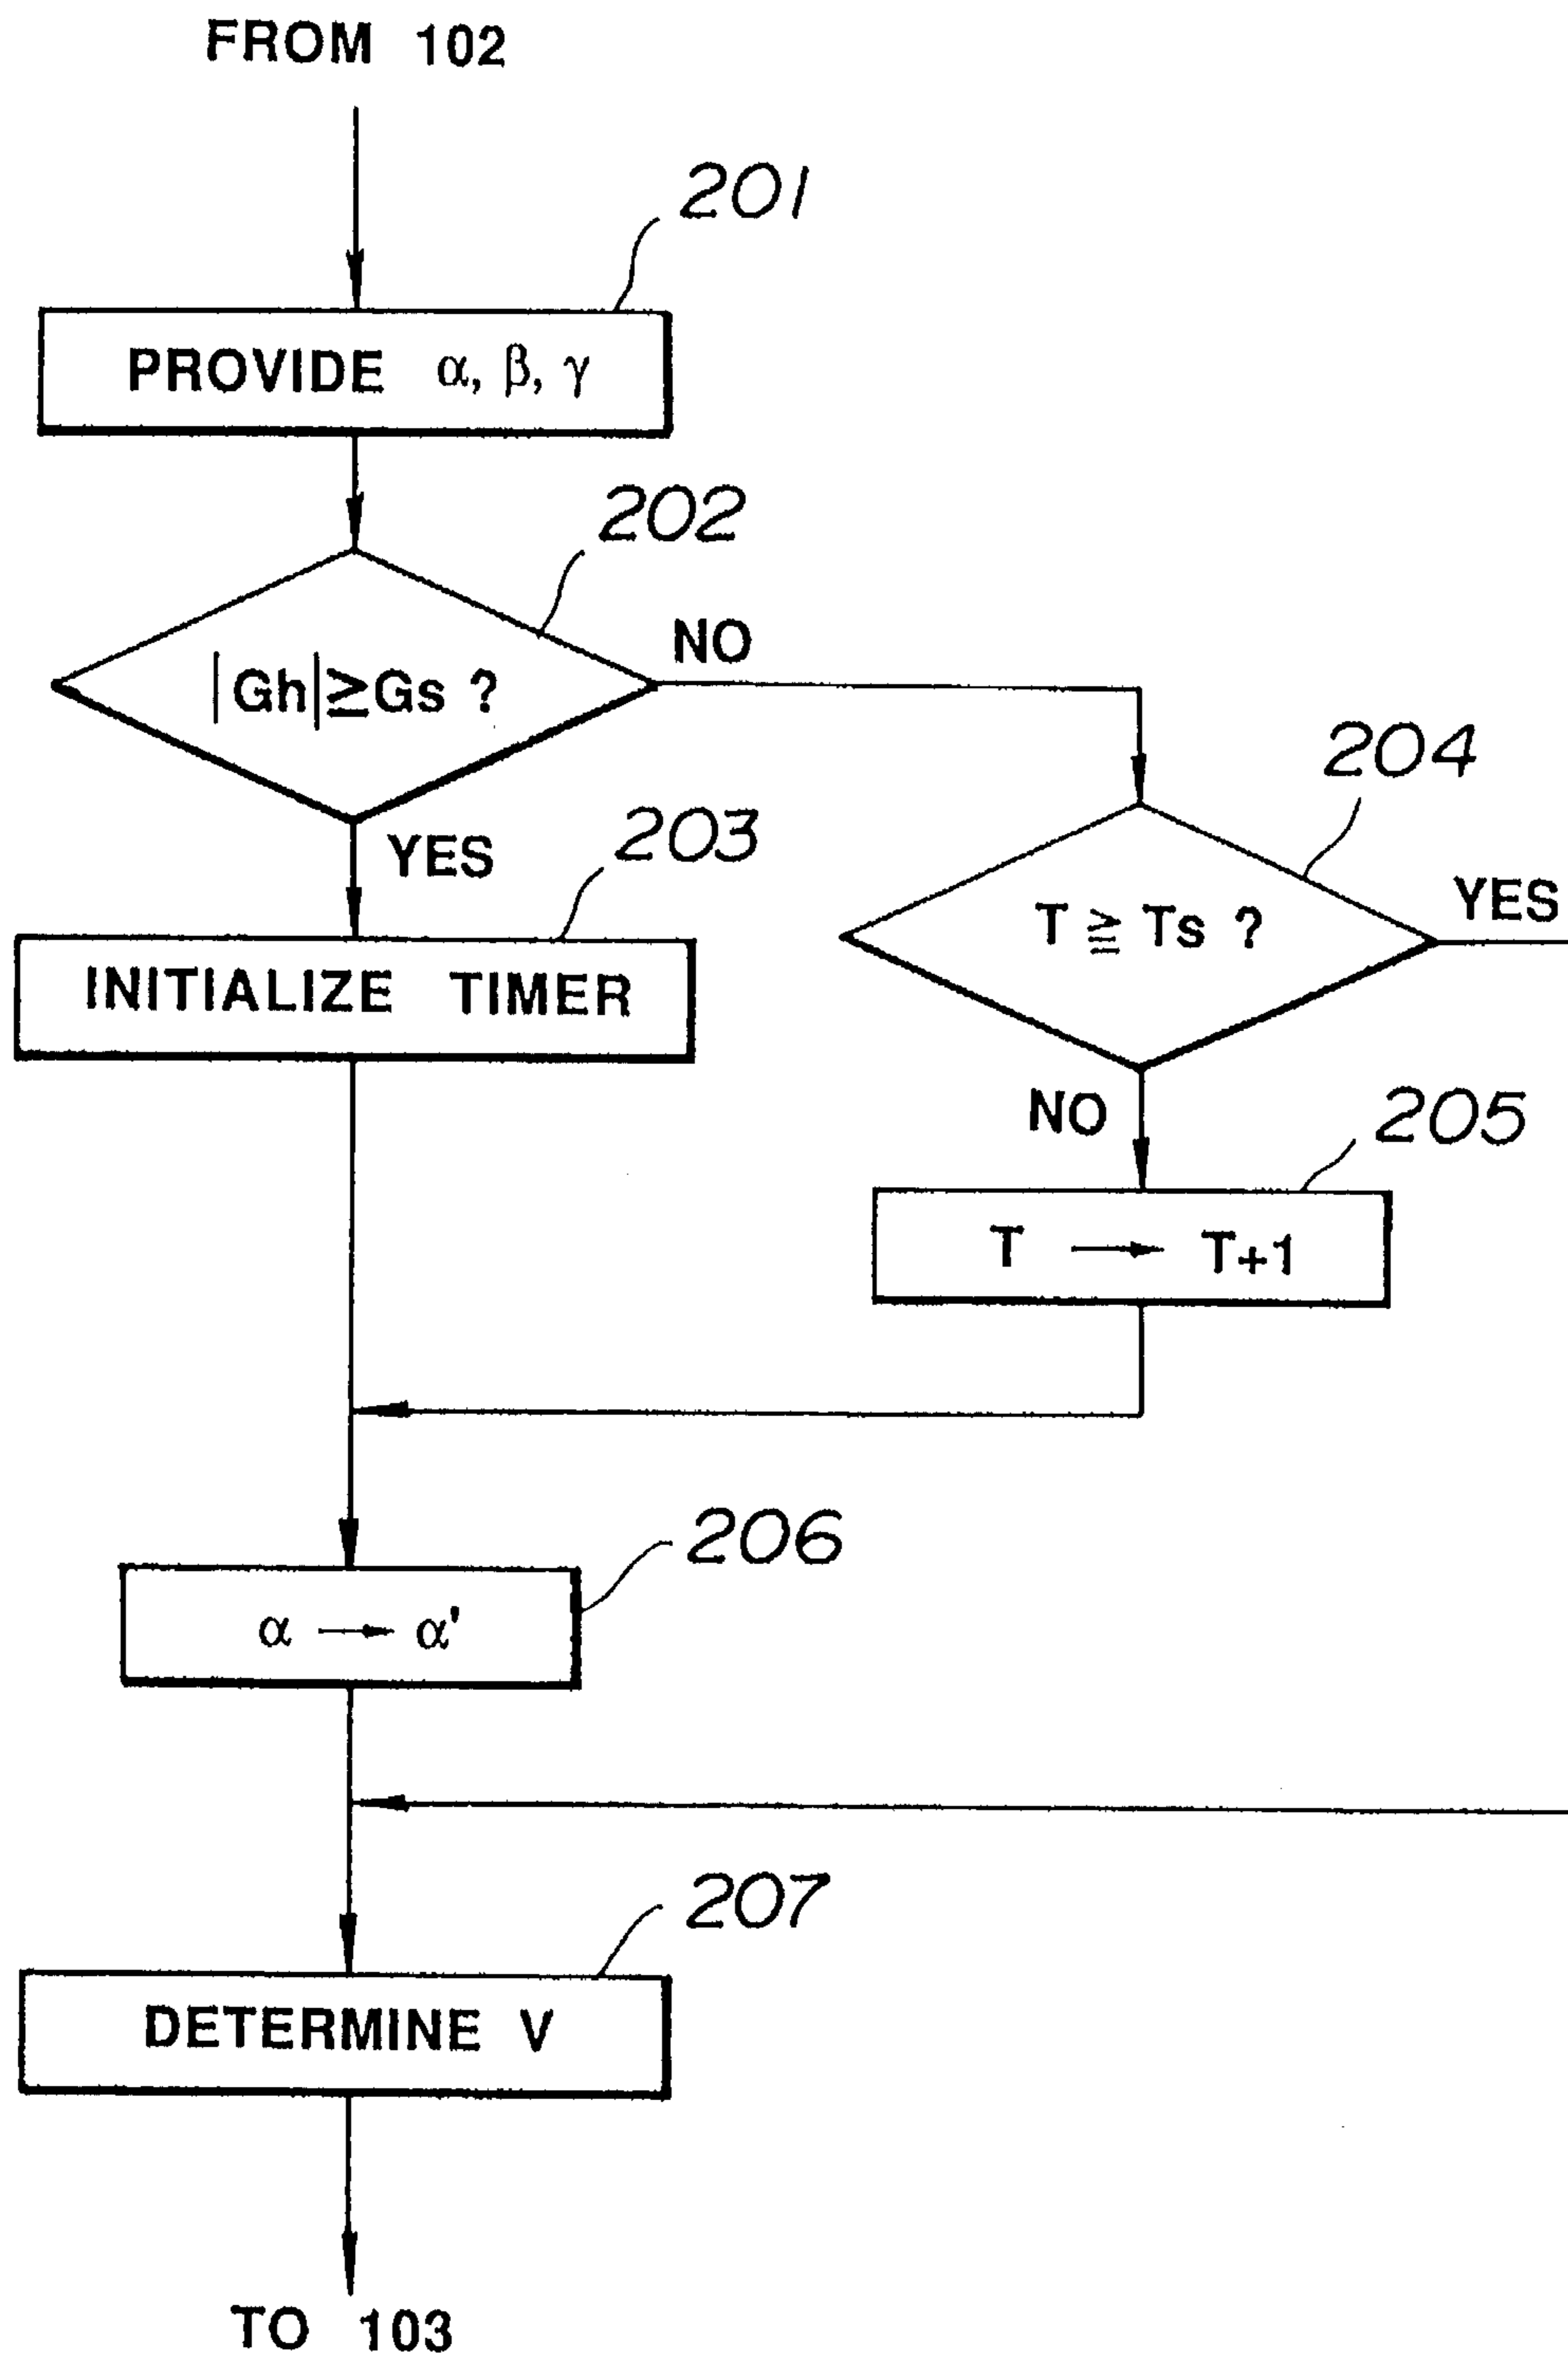 FROM 102
201
PROVIDE α, β, γ
202
|Gh|≧Gs ?
NO
YES
203
INITIALIZE TIMER
204
T ≧ Ts ?
YES
NO
205
T → T+1
206
α → α'
207
DETERMINE V
TO 103